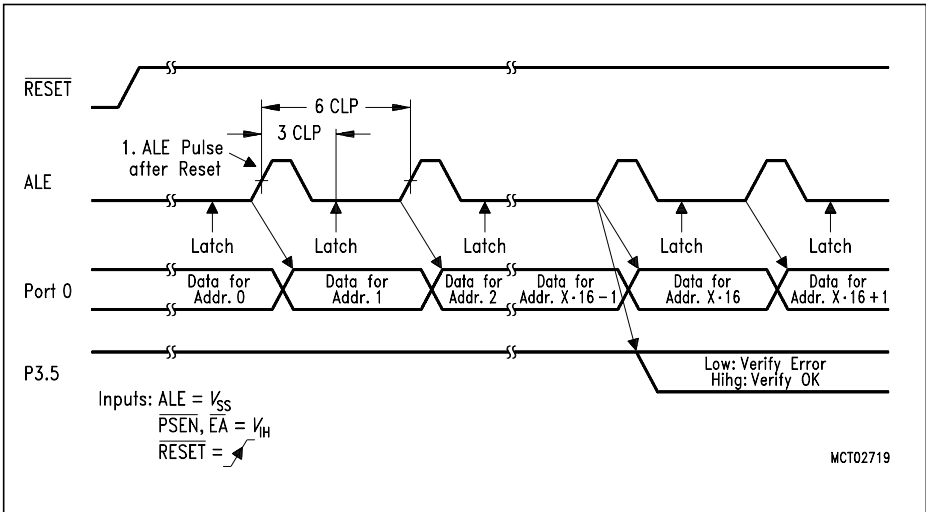 RESET
6 CLP
3 CLP
1. ALE Pulse
after Reset
ALE
Latch Latch Latch Latch Latch
Port 0
Data for
Addr. 0
Data for
Addr. 1
Data for
Addr. 2
Data for
Addr. X·16-1
Data for
Addr. X·16
Data for
Addr. X·16+1
P3.5
Low: Verify Error
Hihg: Verify OK
Inputs: ALE = VSS
PSEN, EA = VIH
RESET =
MCT02719